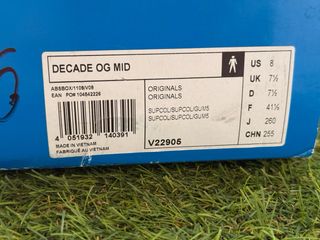 DECADE OG MID
ABSBOX/1108/V08
EAN PO# 104542226
ORIGINALS
ORIGINALS
SUPCOL/SUPCOL/GUM5
SUPCOL/SUPCOL/GUM5
4 051932 140391
MADE IN VIETNAM
FABRIQUÉ AU VIETNAM
V22905
US 8
UK 7½
D 7½
F 41⅓
J 260
CHN 255